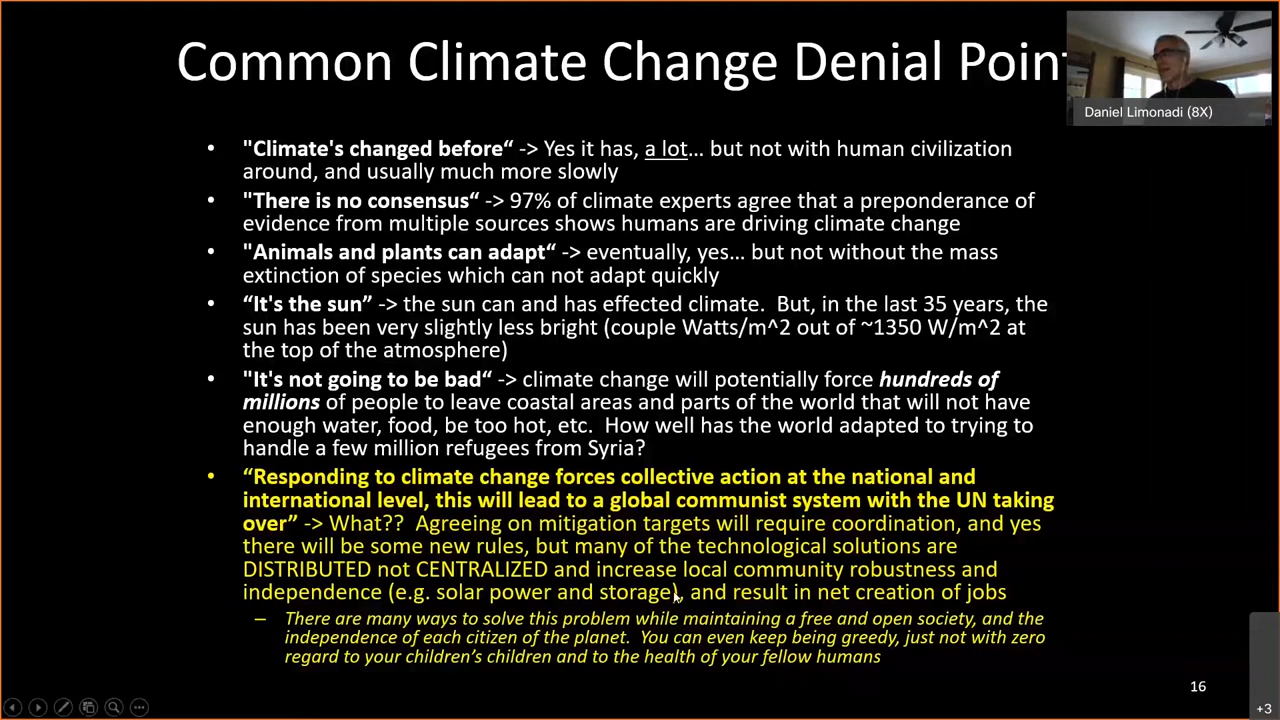 Common Climate Change Denial Point
Daniel Limonadi (8X)
• "Climate's changed before“ -> Yes it has, a lot… but not with human civilization
around, and usually much more slowly
• "There is no consensus“ -> 97% of climate experts agree that a preponderance of
evidence from multiple sources shows humans are driving climate change
• "Animals and plants can adapt“ -> eventually, yes… but not without the mass
extinction of species which can not adapt quickly
• “It's the sun” -> the sun can and has effected climate. But, in the last 35 years, the
sun has been very slightly less bright (couple Watts/m^2 out of ~1350 W/m^2 at
the top of the atmosphere)
• "It's not going to be bad“ -> climate change will potentially force hundreds of
millions of people to leave coastal areas and parts of the world that will not have
enough water, food, be too hot, etc. How well has the world adapted to trying to
handle a few million refugees from Syria?
• “Responding to climate change forces collective action at the national and
international level, this will lead to a global communist system with the UN taking
over” -> What?? Agreeing on mitigation targets will require coordination, and yes
there will be some new rules, but many of the technological solutions are
DISTRIBUTED not CENTRALIZED and increase local community robustness and
independence (e.g. solar power and storage), and result in net creation of jobs
– There are many ways to solve this problem while maintaining a free and open society, and the
independence of each citizen of the planet. You can even keep being greedy, just not with zero
regard to your children’s children and to the health of your fellow humans
16
+3